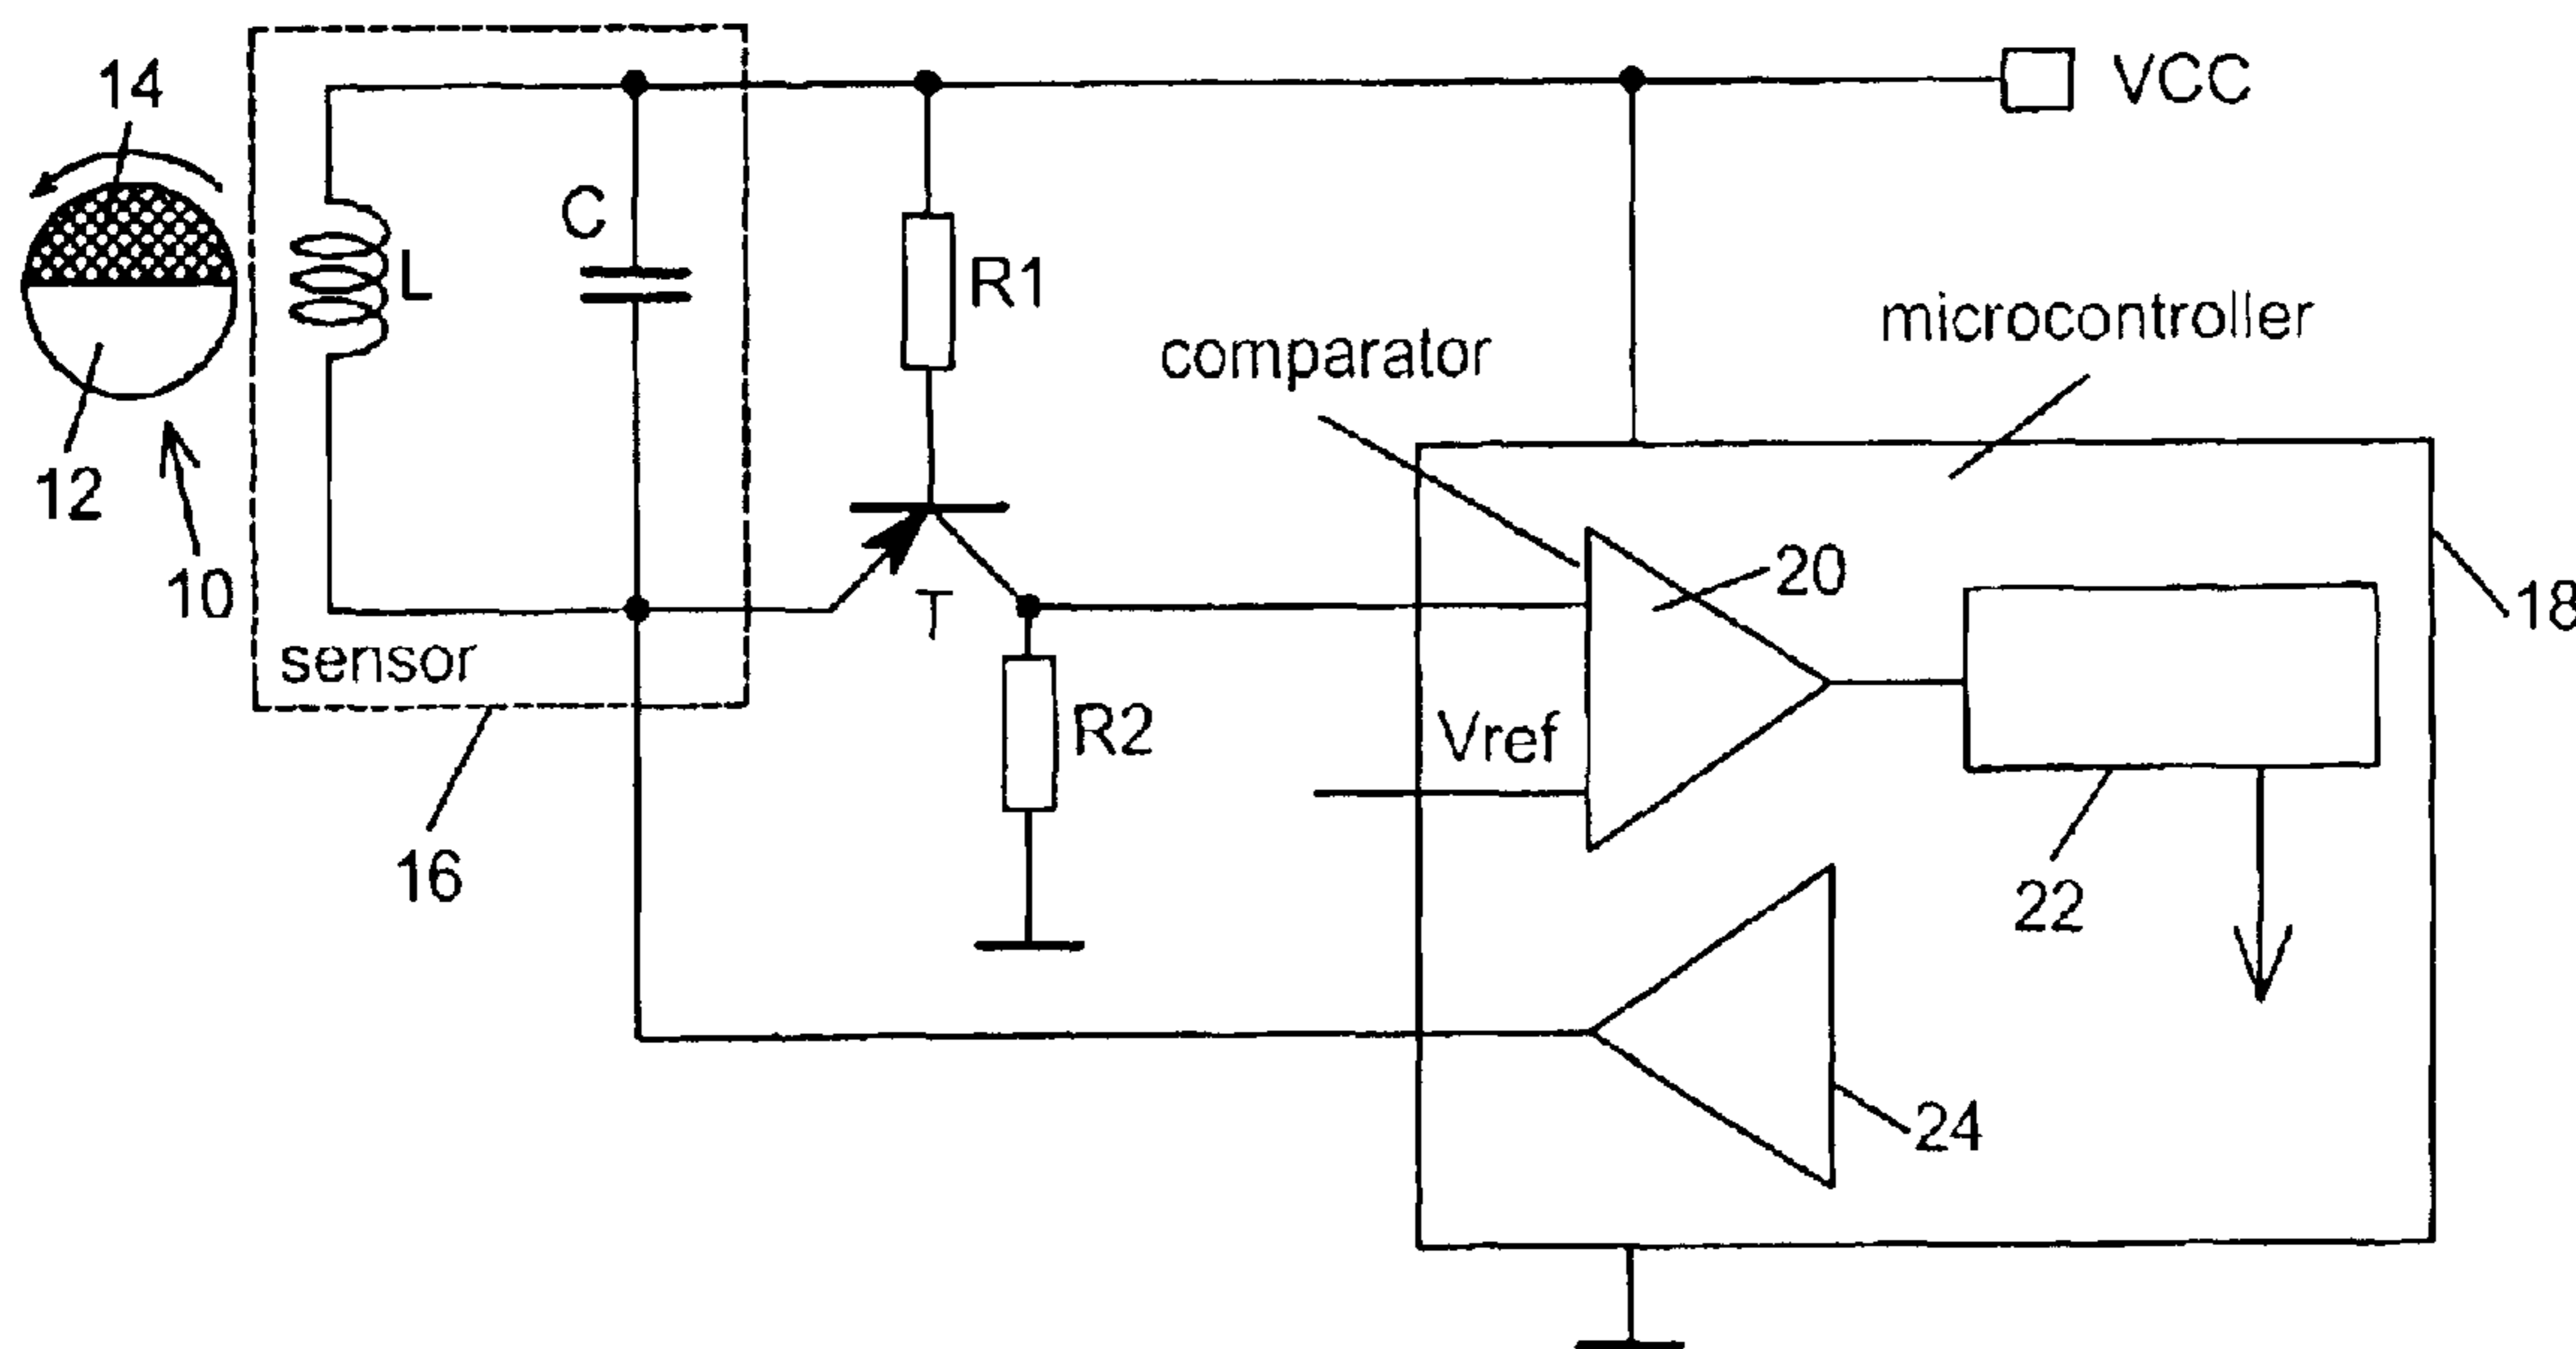 VCC
14
C
L
R1
microcontroller
comparator
12
10
20
18
T
sensor
R2
Vref
16
22
24